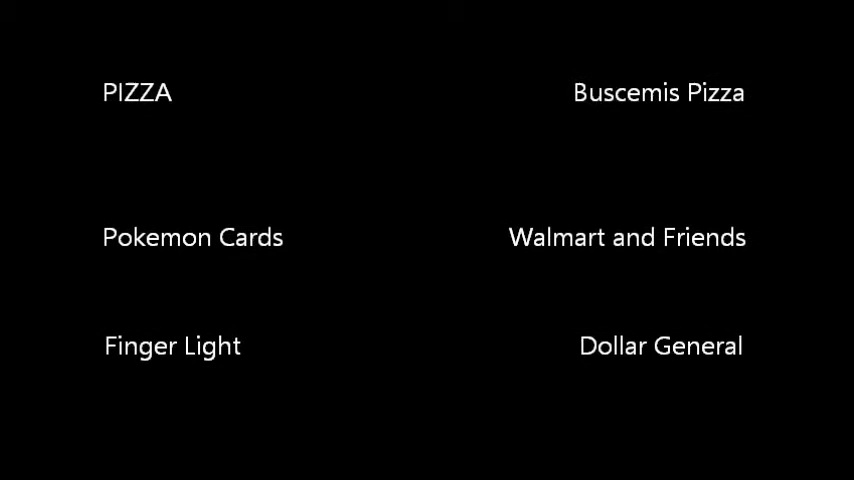 PIZZA Buscemis Pizza
Pokemon Cards Walmart and Friends
Finger Light Dollar General